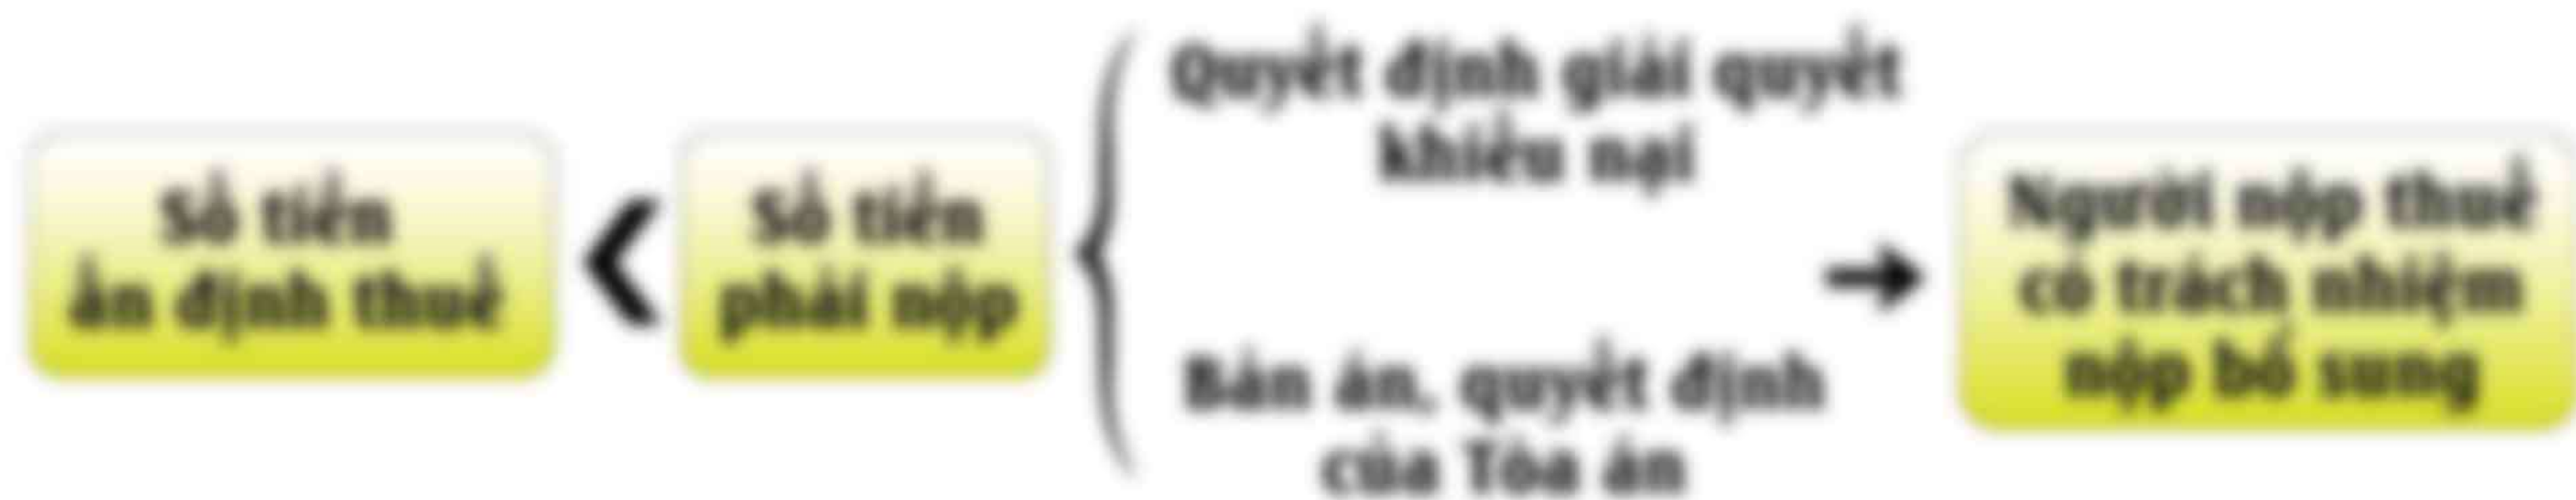 Số tiền
ấn định thuế
<
Số tiền
phải nộp
Quyết định giải quyết
khiếu nại
Bản án, quyết định
của Tòa án
Người nộp thuế
có trách nhiệm
nộp bổ sung